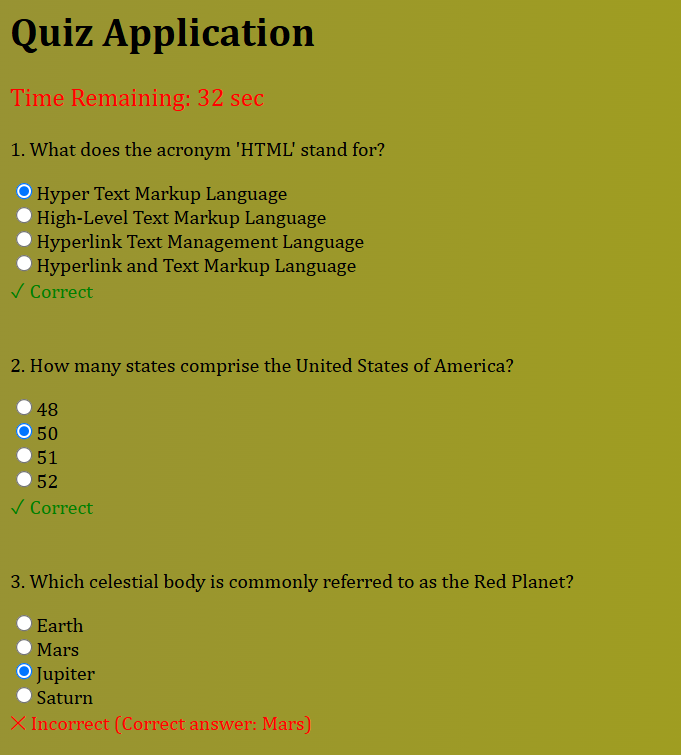 Quiz Application
Time Remaining: 32 sec
1. What does the acronym 'HTML' stand for?
Hyper Text Markup Language
High-Level Text Markup Language
Hyperlink Text Management Language
Hyperlink and Text Markup Language
✓ Correct
2. How many states comprise the United States of America?
48
50
51
52
✓ Correct
3. Which celestial body is commonly referred to as the Red Planet?
Earth
Mars
Jupiter
Saturn
✕ Incorrect (Correct answer: Mars)